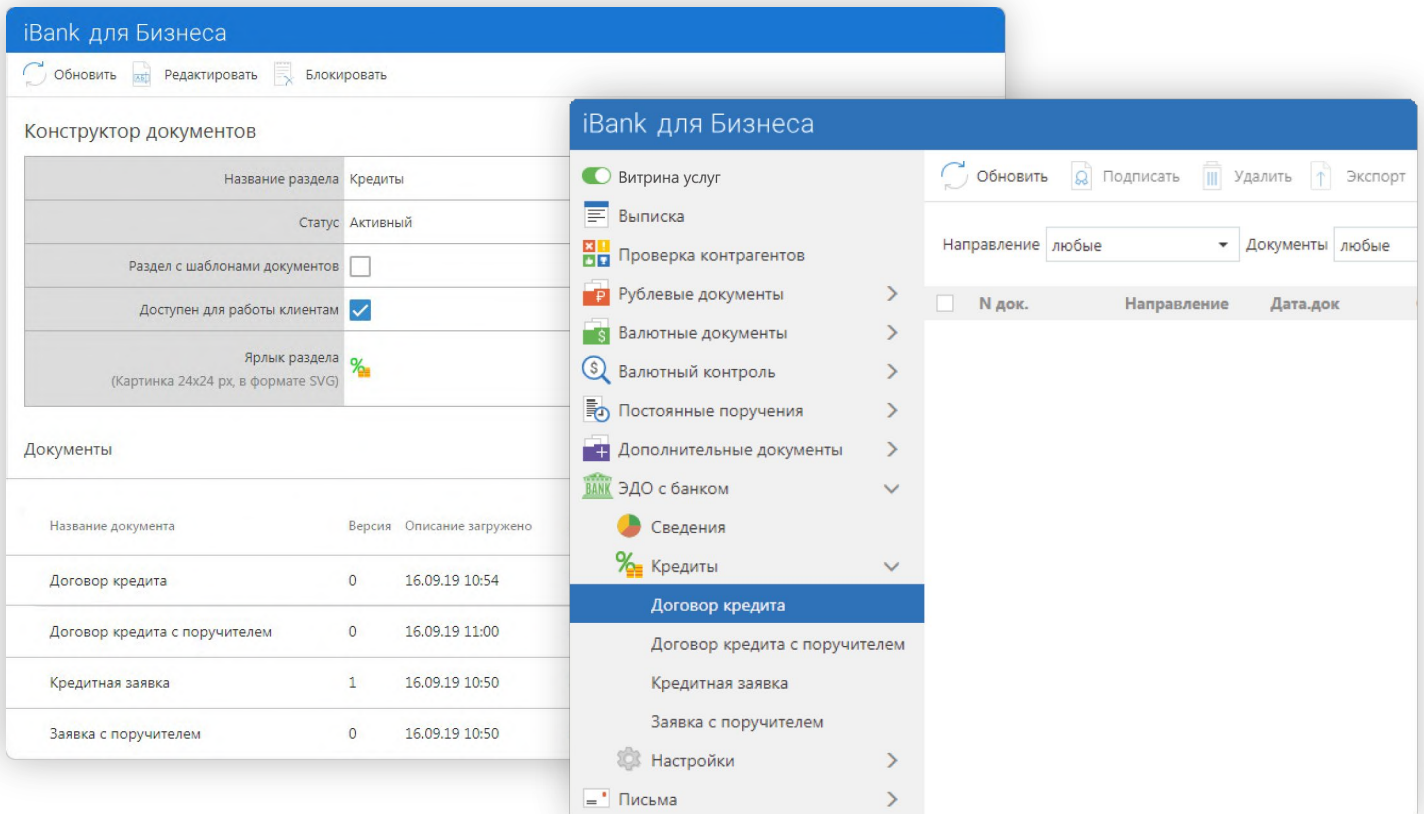 iBank для Бизнеса
Обновить Редактировать Блокировать
Конструктор документов
Название раздела Кредиты
Статус Активный
Раздел с шаблонами документов
Доступен для работы клиентам
Ярлык раздела
(Картинка 24x24 px, в формате SVG)
Документы
Название документа Версия Описание загружено
Договор кредита 0 16.09.19 10:54
Договор кредита с поручителем 0 16.09.19 11:00
Кредитная заявка 1 16.09.19 10:50
Заявка с поручителем 0 16.09.19 10:50
iBank для Бизнеса
Витрина услуг
Выписка
Проверка контрагентов
Рублевые документы
Валютные документы
Валютный контроль
Постоянные поручения
Дополнительные документы
BANK ЭДО с банком
Сведения
Кредиты
Договор кредита
Договор кредита с поручителем
Кредитная заявка
Заявка с поручителем
Настройки
Письма
Обновить Подписать Удалить Экспорт
Направление любые Документы любые
N док. Направление Дата.док